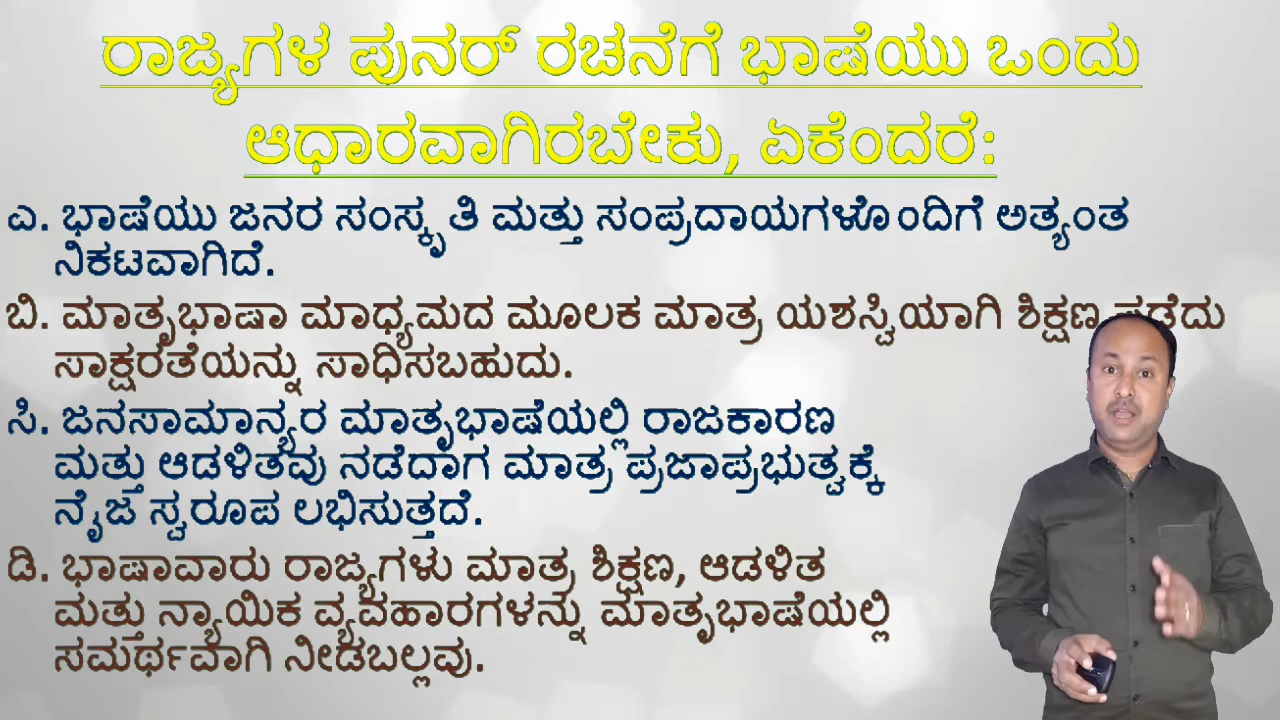 ರಾಜ್ಯಗಳ ಪುನರ್ ರಚನೆಗೆ ಭಾಷೆಯು ಒಂದು
ಆಧಾರವಾಗಿರಬೇಕು, ಏಕೆಂದರೆ:
ಎ. ಭಾಷೆಯು ಜನರ ಸಂಸ್ಕೃತಿ ಮತ್ತು ಸಂಪ್ರದಾಯಗಳೊಂದಿಗೆ ಅತ್ಯಂತ
ನಿಕಟವಾಗಿದೆ.
ಬಿ. ಮಾತೃಭಾಷಾ ಮಾಧ್ಯಮದ ಮೂಲಕ ಮಾತ್ರ ಯಶಸ್ವಿಯಾಗಿ ಶಿಕ್ಷಣ ಪಡೆದು
ಸಾಕ್ಷರತೆಯನ್ನು ಸಾಧಿಸಬಹುದು.
ಸಿ. ಜನಸಾಮಾನ್ಯರ ಮಾತೃಭಾಷೆಯಲ್ಲಿ ರಾಜಕಾರಣ
ಮತ್ತು ಆಡಳಿತವು ನಡೆದಾಗ ಮಾತ್ರ ಪ್ರಜಾಪ್ರಭುತ್ವಕ್ಕೆ
ನೈಜ ಸ್ವರೂಪ ಲಭಿಸುತ್ತದೆ.
ಡಿ. ಭಾಷಾವಾರು ರಾಜ್ಯಗಳು ಮಾತ್ರ ಶಿಕ್ಷಣ, ಆಡಳಿತ
ಮತ್ತು ನ್ಯಾಯಿಕ ವ್ಯವಹಾರಗಳನ್ನು ಮಾತೃಭಾಷೆಯಲ್ಲಿ
ಸಮರ್ಥವಾಗಿ ನೀಡಬಲ್ಲವು.